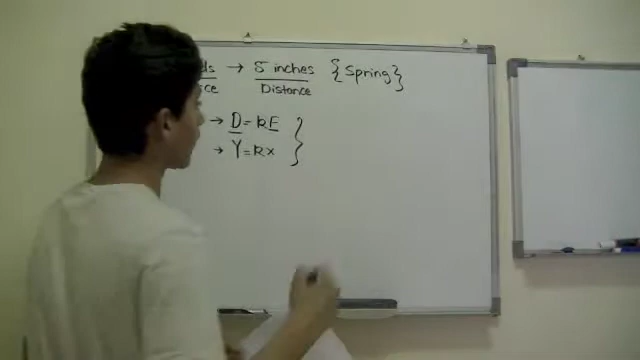 → 5 inches {Spring}
Distance
→ D = kF
→ Y = kx